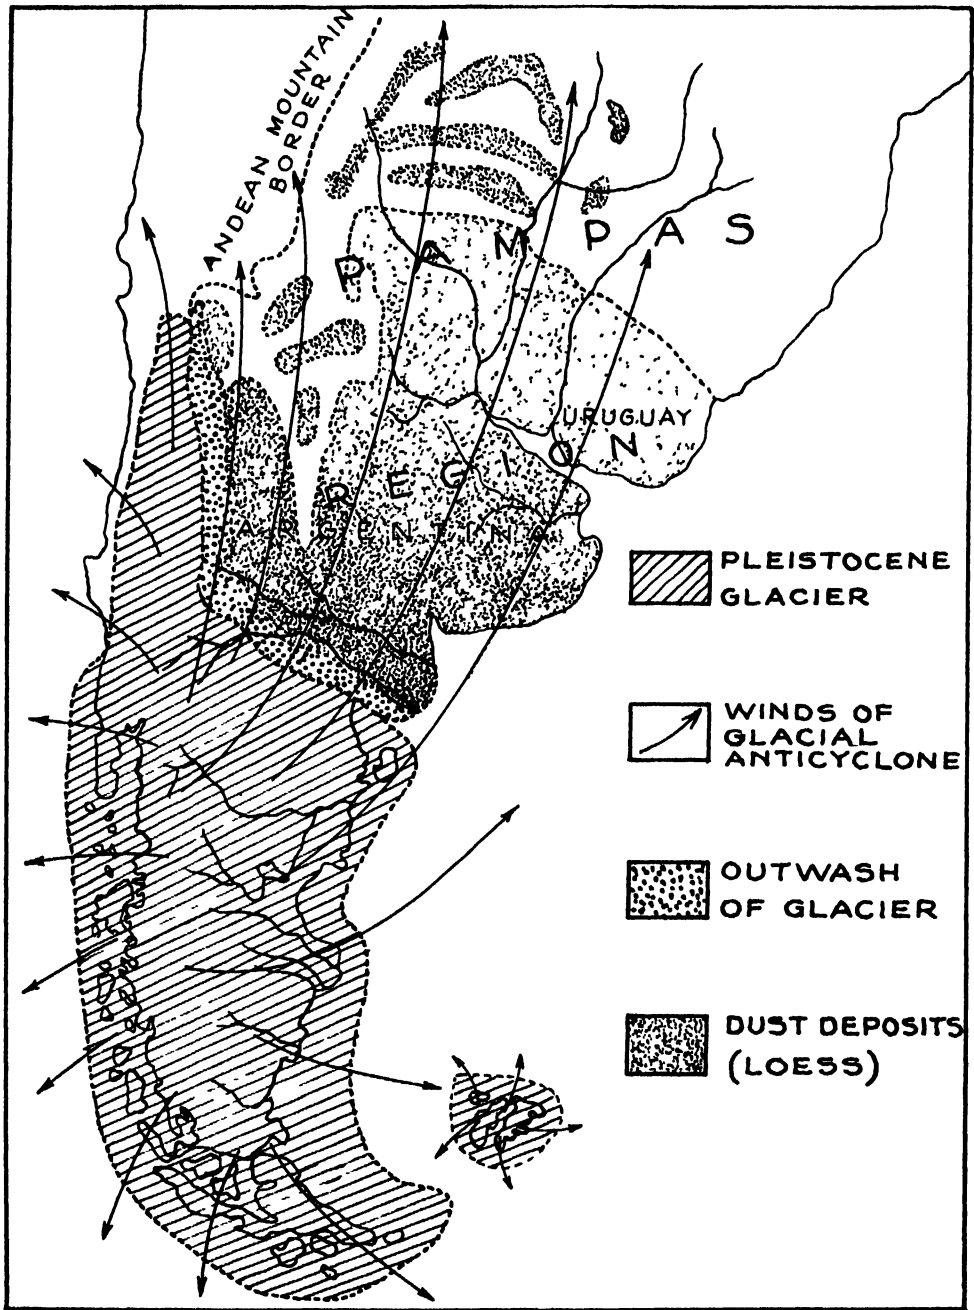 ANDEAN MOUNTAIN
BORDER
PAMPAS
REGION
URUGUAY
ARGENTINA
PLEISTOCENE
GLACIER
WINDS OF
GLACIAL
ANTICYCLONE
OUTWASH
OF GLACIER
DUST DEPOSITS
(LOESS)